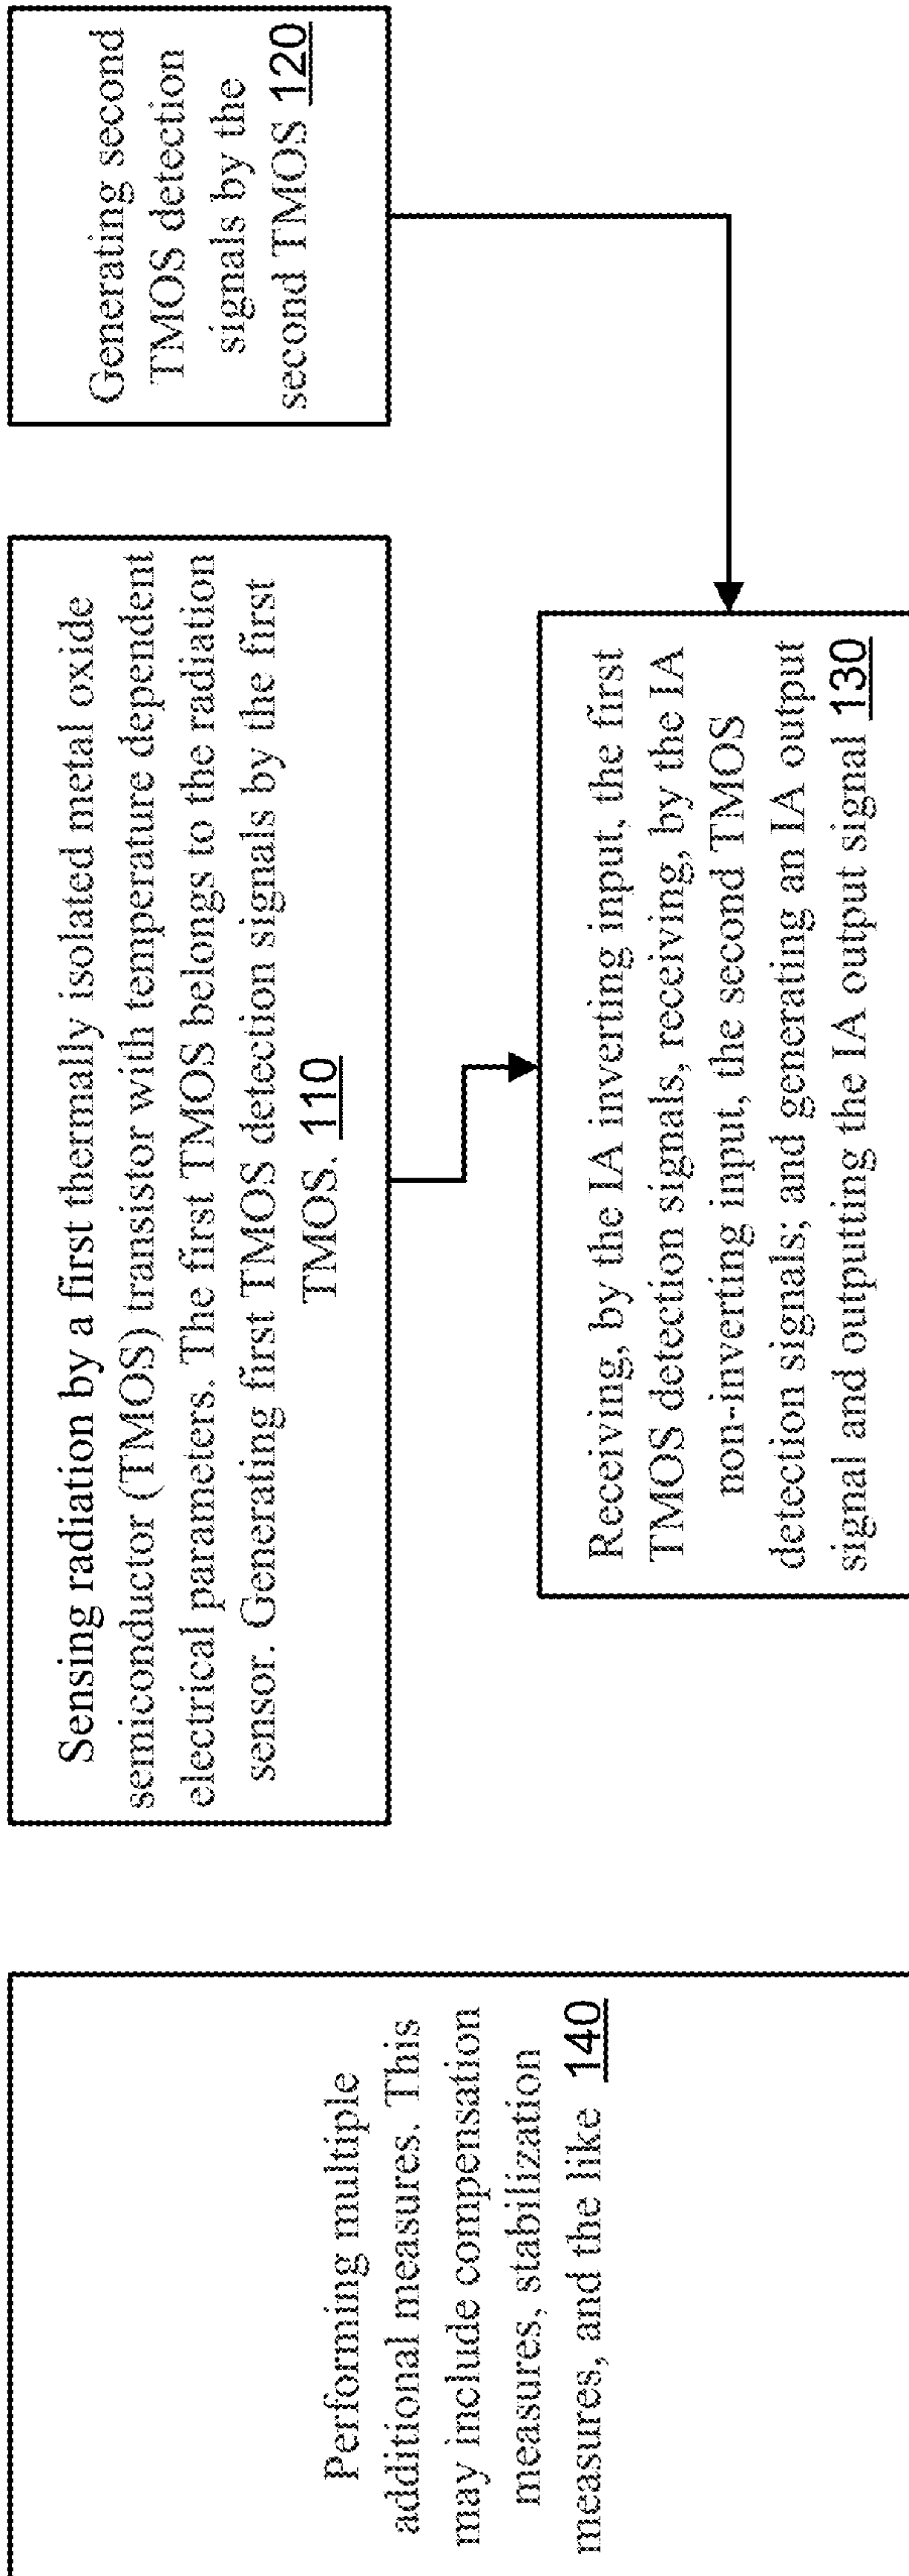 Performing multiple
additional measures. This
may include compensation
measures, stabilization
measures, and the like 140
Sensing radiation by a first thermally isolated metal oxide
semiconductor (TMOS) transistor with temperature dependent
electrical parameters. The first TMOS belongs to the radiation
sensor. Generating first TMOS detection signals by the first
TMOS. 110
Generating second
TMOS detection
signals by the
second TMOS 120
Receiving, by the IA inverting input, the first
TMOS detection signals, receiving, by the IA
non-inverting input, the second TMOS
detection signals; and generating an IA output
signal and outputting the IA output signal 130